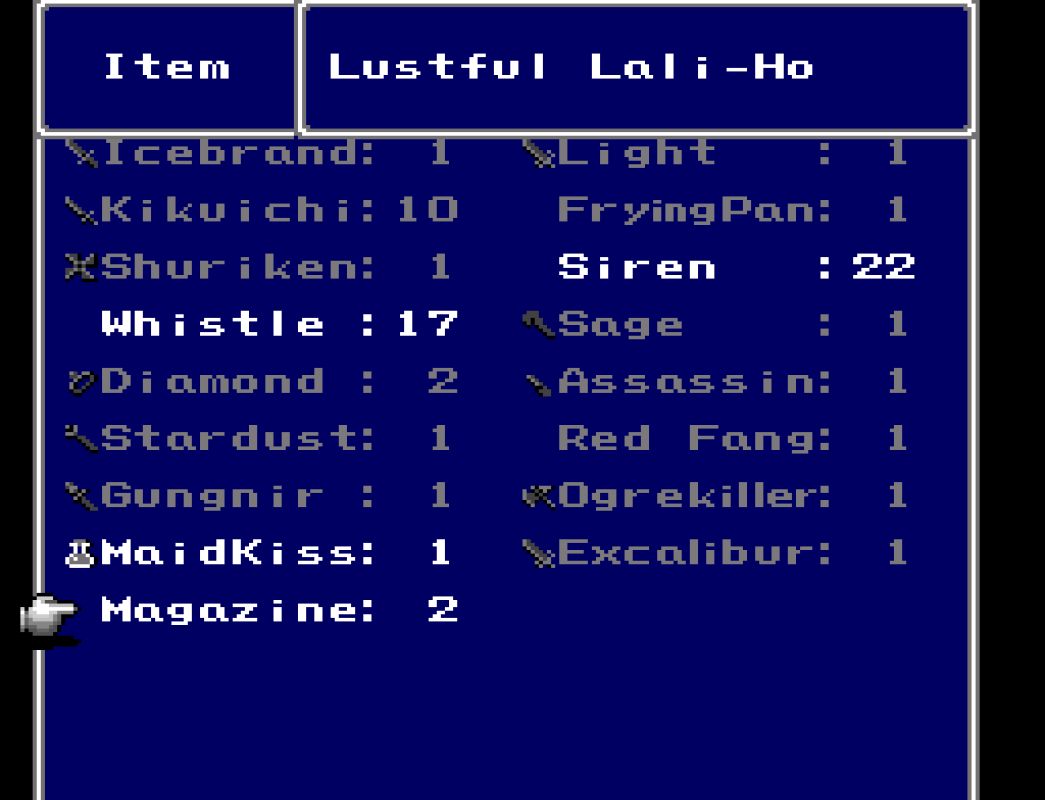 Item Lustful Lali-Ho
Icebrand: 1 Light : 1
Kikuichi: 10 FryingPan: 1
Shuriken: 1 Siren : 22
Whistle : 17 Sage : 1
Diamond : 2 Assassin: 1
Stardust: 1 Red Fang: 1
Gungnir : 1 Ogrekiller: 1
MaidKiss: 1 Excalibur: 1
Magazine: 2